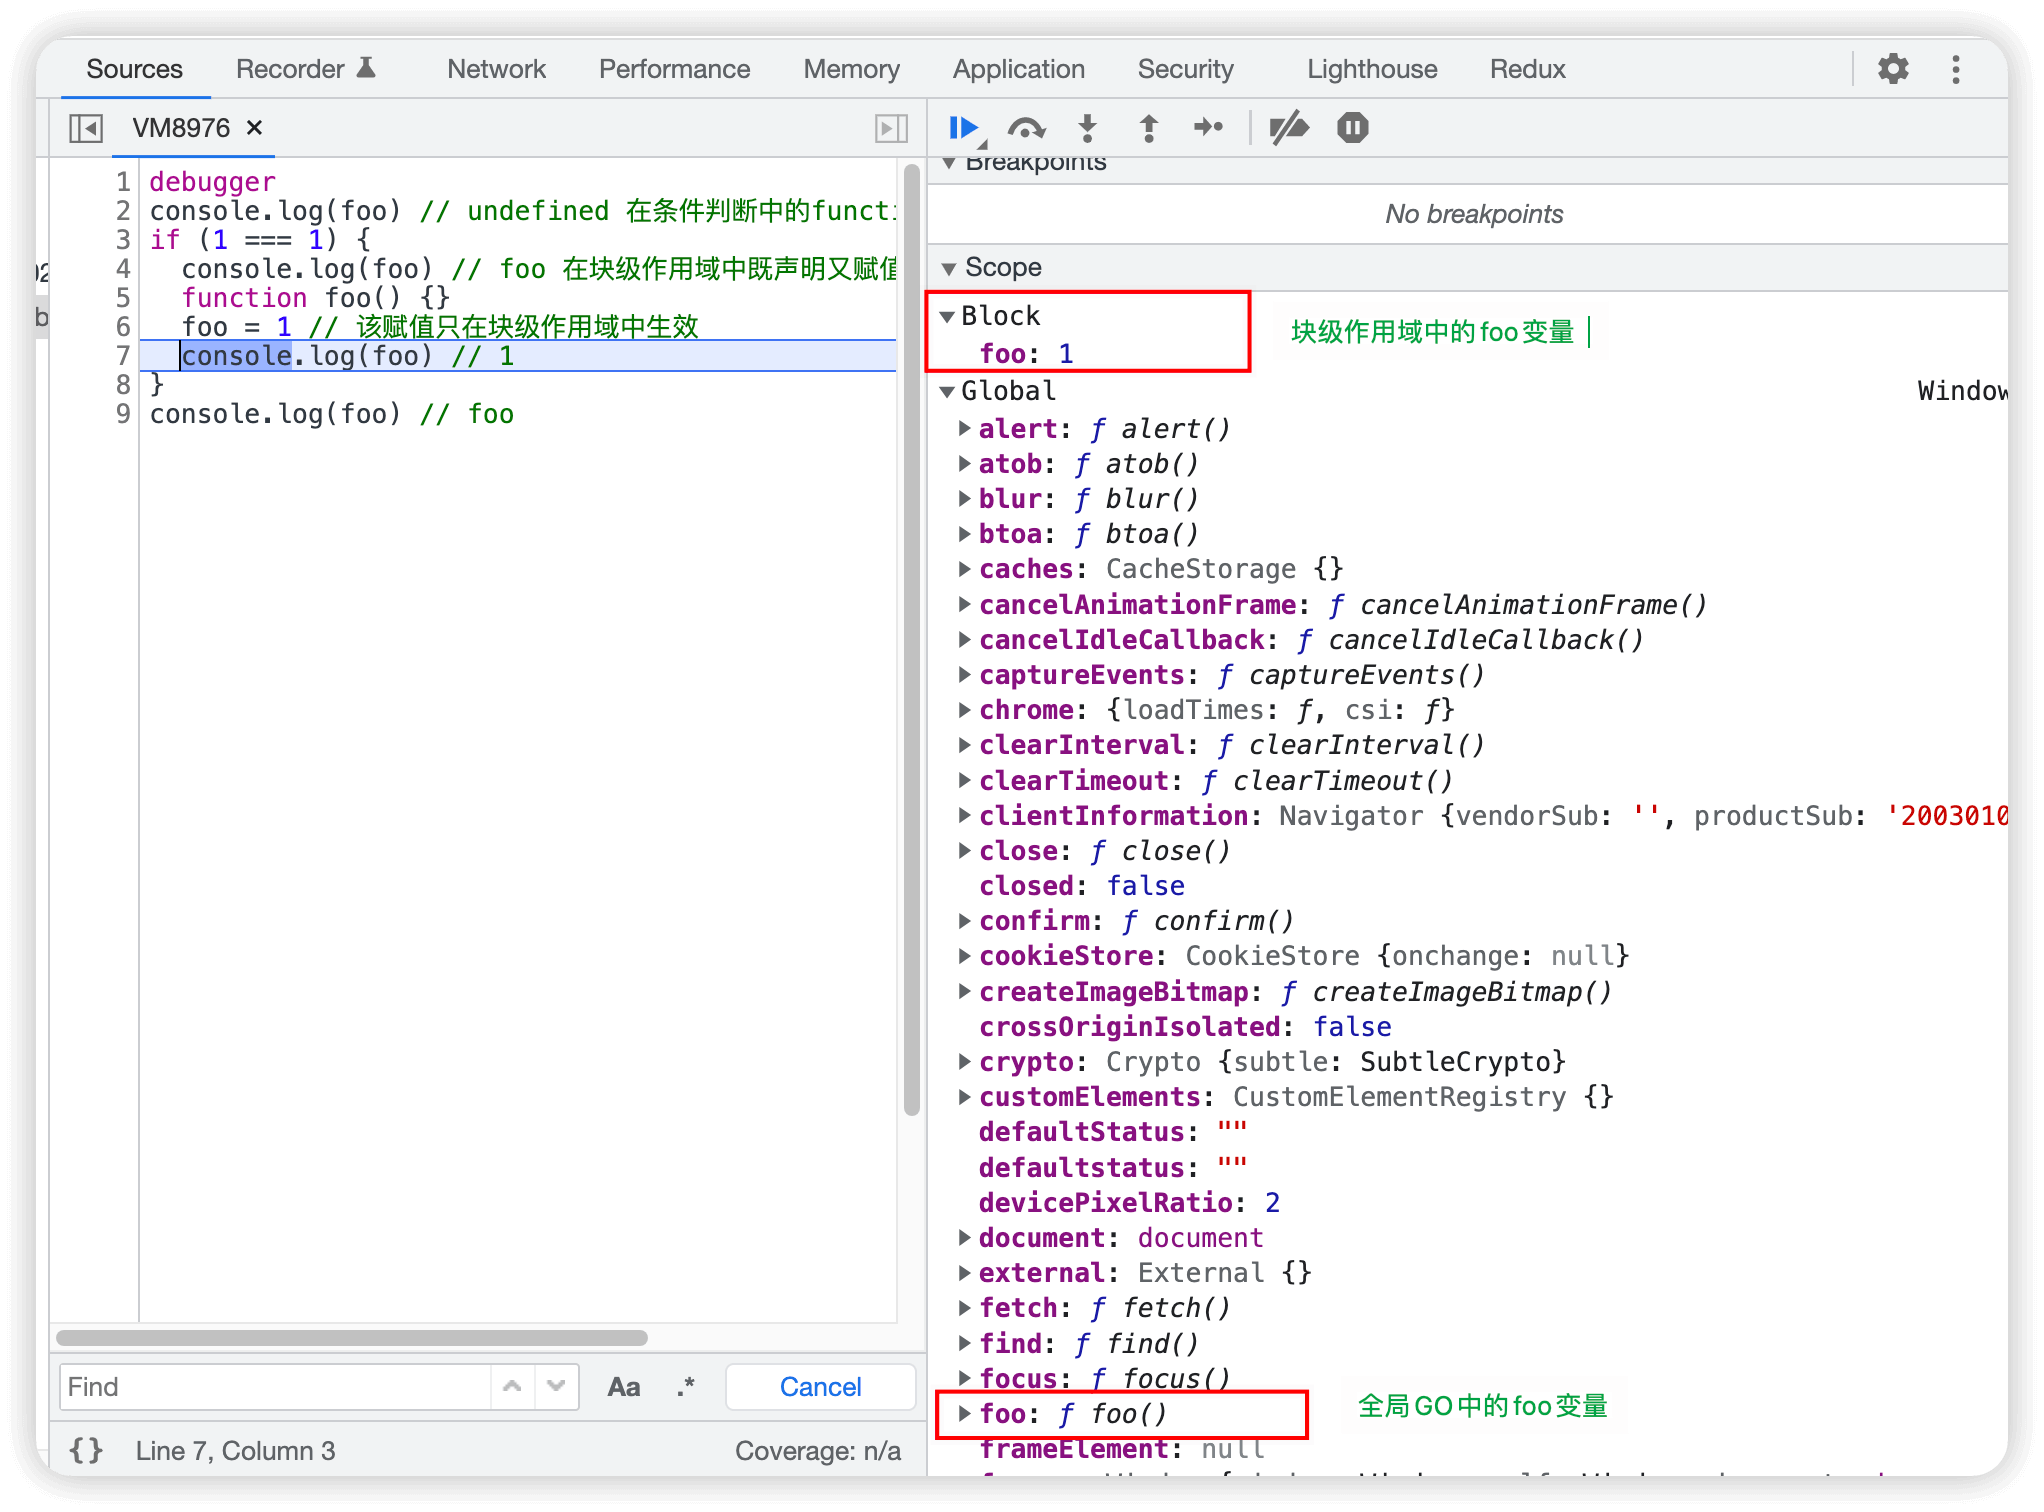 Sources Recorder Network Performance Memory Application Security Lighthouse Redux
VM8976 ×
1 debugger
2 console.log(foo) // undefined 在条件判断中的functi
3 if (1 === 1) {
4 console.log(foo) // foo 在块级作用域中既声明又赋值
5 function foo() {}
6 foo = 1 // 该赋值只在块级作用域中生效
7 console.log(foo) // 1
8 }
9 console.log(foo) // foo
Find Aa .* Cancel
{} Line 7, Column 3 Coverage: n/a
Breakpoints
No breakpoints
Scope
Block
foo: 1
块级作用域中的foo变量
Global Window
alert: ƒ alert()
atob: ƒ atob()
blur: ƒ blur()
btoa: ƒ btoa()
caches: CacheStorage {}
cancelAnimationFrame: ƒ cancelAnimationFrame()
cancelIdleCallback: ƒ cancelIdleCallback()
captureEvents: ƒ captureEvents()
chrome: {loadTimes: ƒ, csi: ƒ}
clearInterval: ƒ clearInterval()
clearTimeout: ƒ clearTimeout()
clientInformation: Navigator {vendorSub: '', productSub: '2003010
close: ƒ close()
closed: false
confirm: ƒ confirm()
cookieStore: CookieStore {onchange: null}
createImageBitmap: ƒ createImageBitmap()
crossOriginIsolated: false
crypto: Crypto {subtle: SubtleCrypto}
customElements: CustomElementRegistry {}
defaultStatus: ""
defaultstatus: ""
devicePixelRatio: 2
document: document
external: External {}
fetch: ƒ fetch()
find: ƒ find()
focus: ƒ focus()
foo: ƒ foo()
全局GO中的foo变量
frameElement: null